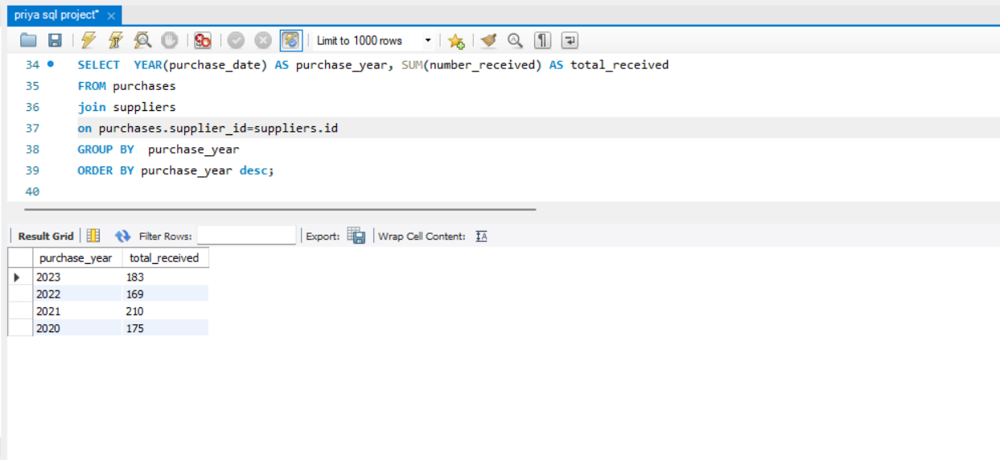 priya sql project*
Limit to 1000 rows
34 SELECT YEAR(purchase_date) AS purchase_year, SUM(number_received) AS total_received
35 FROM purchases
36 join suppliers
37 on purchases.supplier_id=suppliers.id
38 GROUP BY purchase_year
39 ORDER BY purchase_year desc;
40
Result Grid Filter Rows: Export: Wrap Cell Content: IA
purchase_year total_received
2023 183
2022 169
2021 210
2020 175